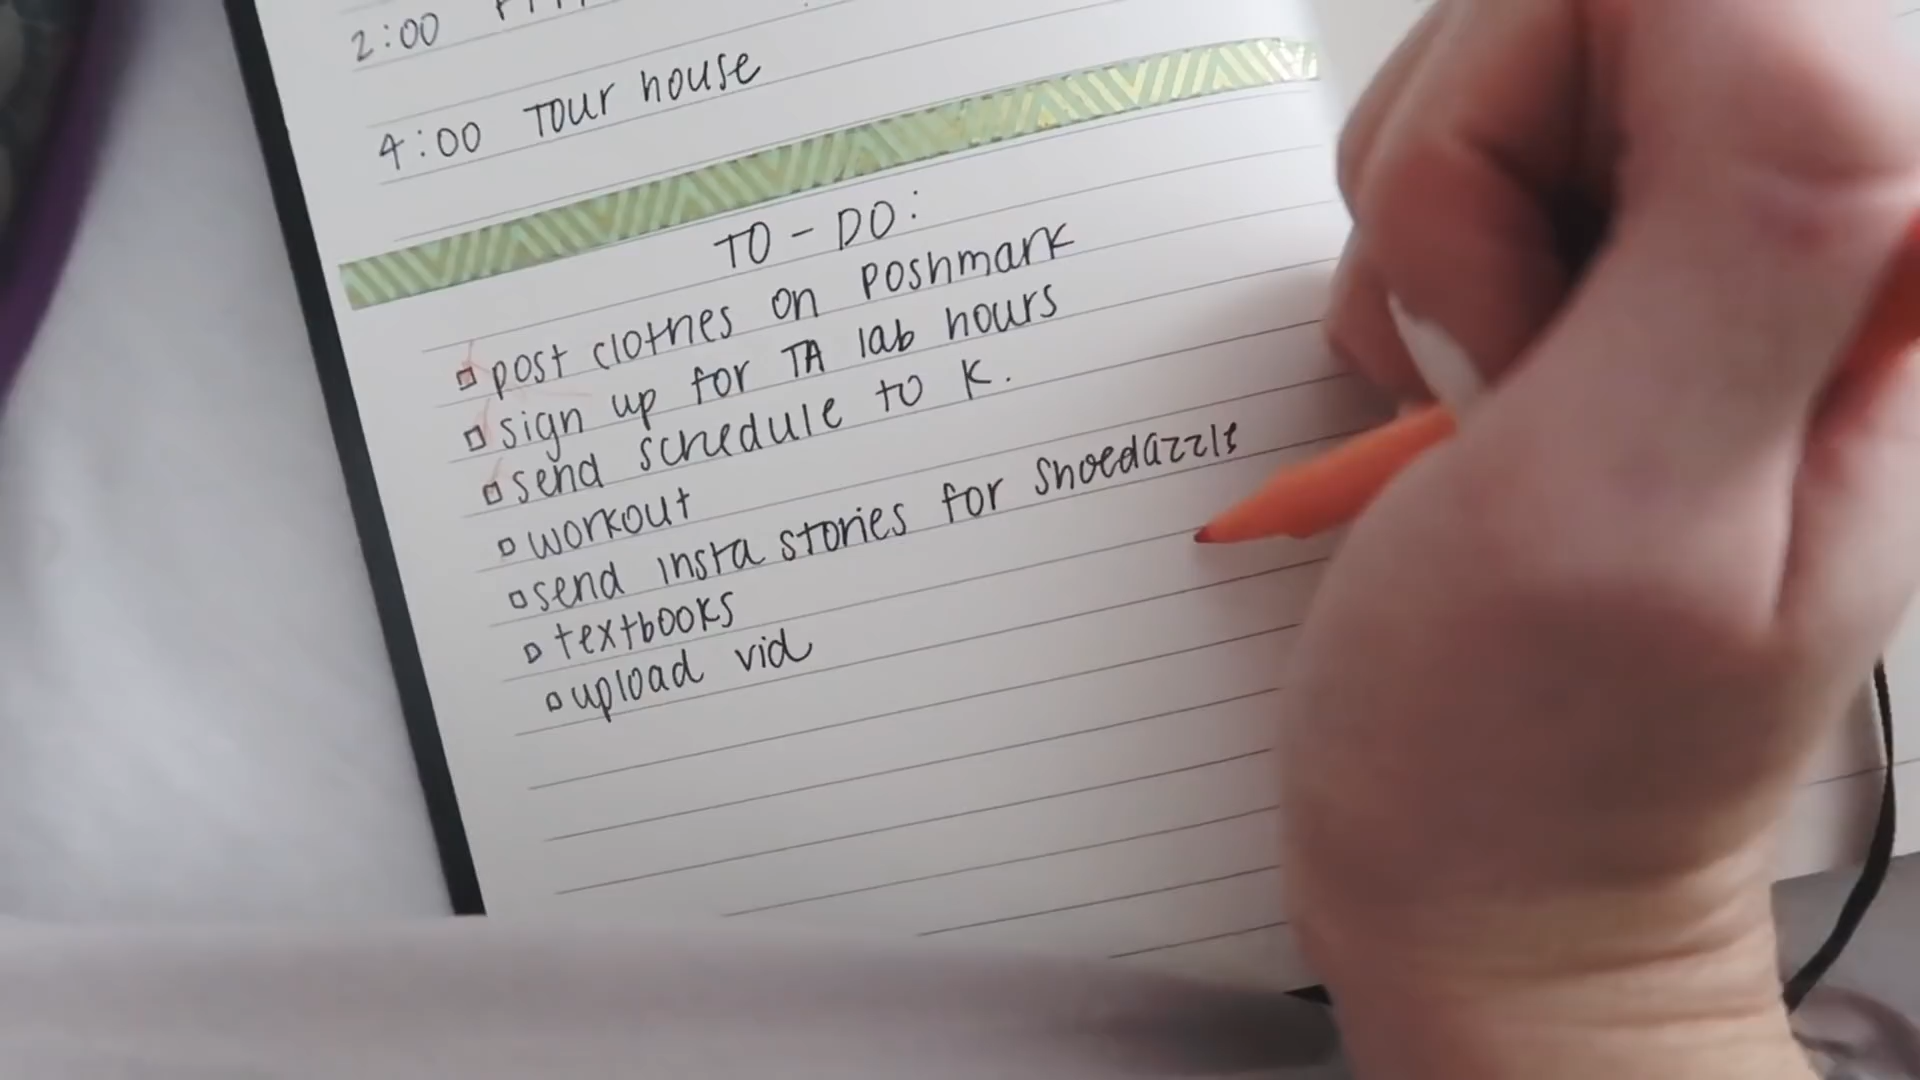 2:00
4:00 Tour house
TO-DO:
post clothes on poshmark
sign up for TA lab hours
send schedule to K.
workout
send insta stories for Shoedazzle
textbooks
upload vid